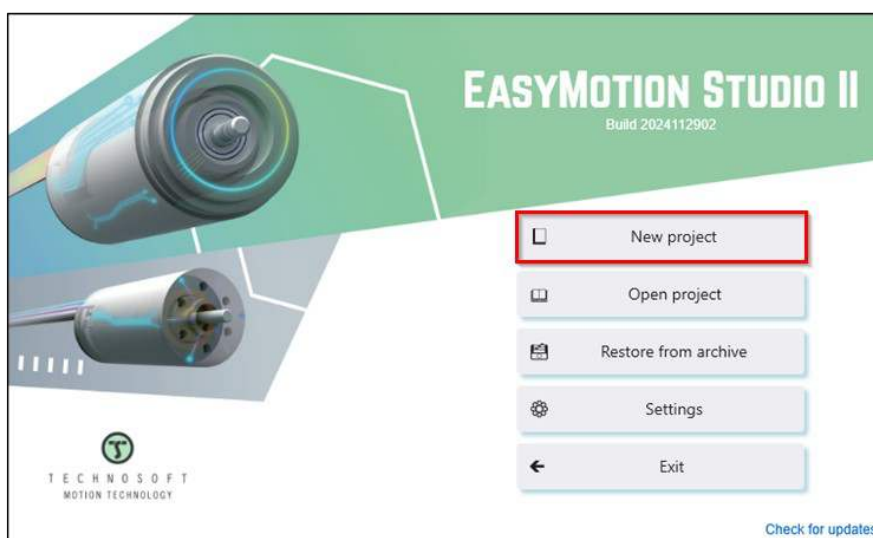 EASYMOTION STUDIO II
Build 2024112902
New project
Open project
Restore from archive
Settings
Exit
TECHNOSOFT
MOTION TECHNOLOGY
Check for updates